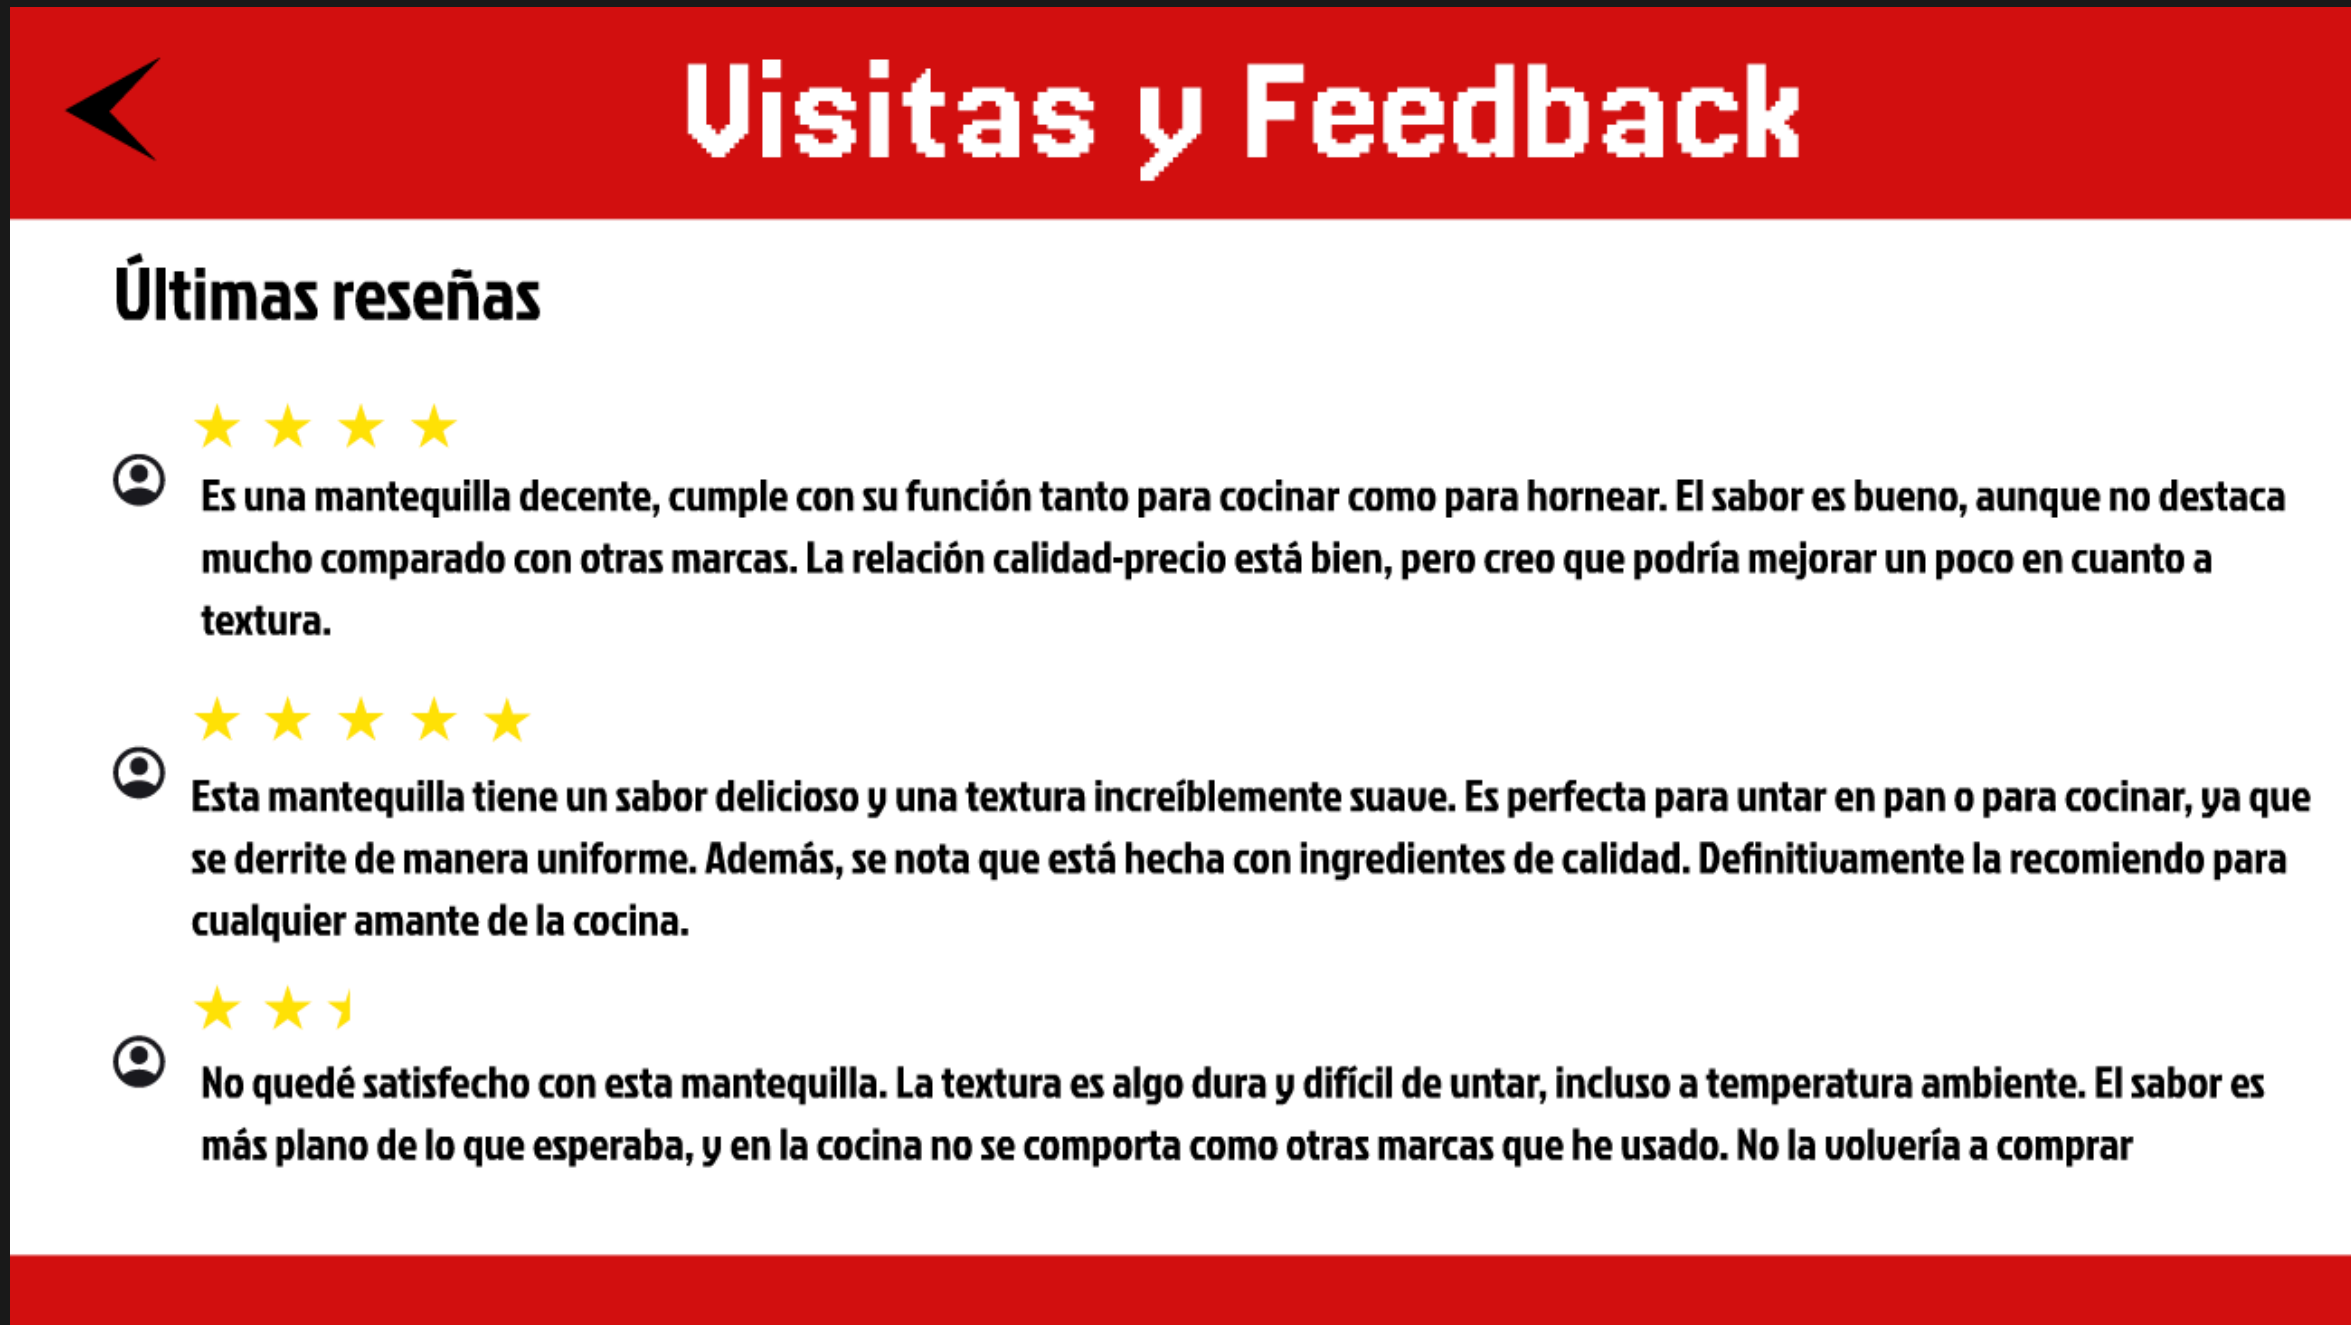 Visitas y Feedback
Últimas reseñas
Es una mantequilla decente, cumple con su función tanto para cocinar como para hornear. El sabor es bueno, aunque no destaca
mucho comparado con otras marcas. La relación calidad-precio está bien, pero creo que podría mejorar un poco en cuanto a
textura.
Esta mantequilla tiene un sabor delicioso y una textura increíblemente suave. Es perfecta para untar en pan o para cocinar, ya que
se derrite de manera uniforme. Además, se nota que está hecha con ingredientes de calidad. Definitivamente la recomiendo para
cualquier amante de la cocina.
No quedé satisfecho con esta mantequilla. La textura es algo dura y difícil de untar, incluso a temperatura ambiente. El sabor es
más plano de lo que esperaba, y en la cocina no se comporta como otras marcas que he usado. No la volvería a comprar